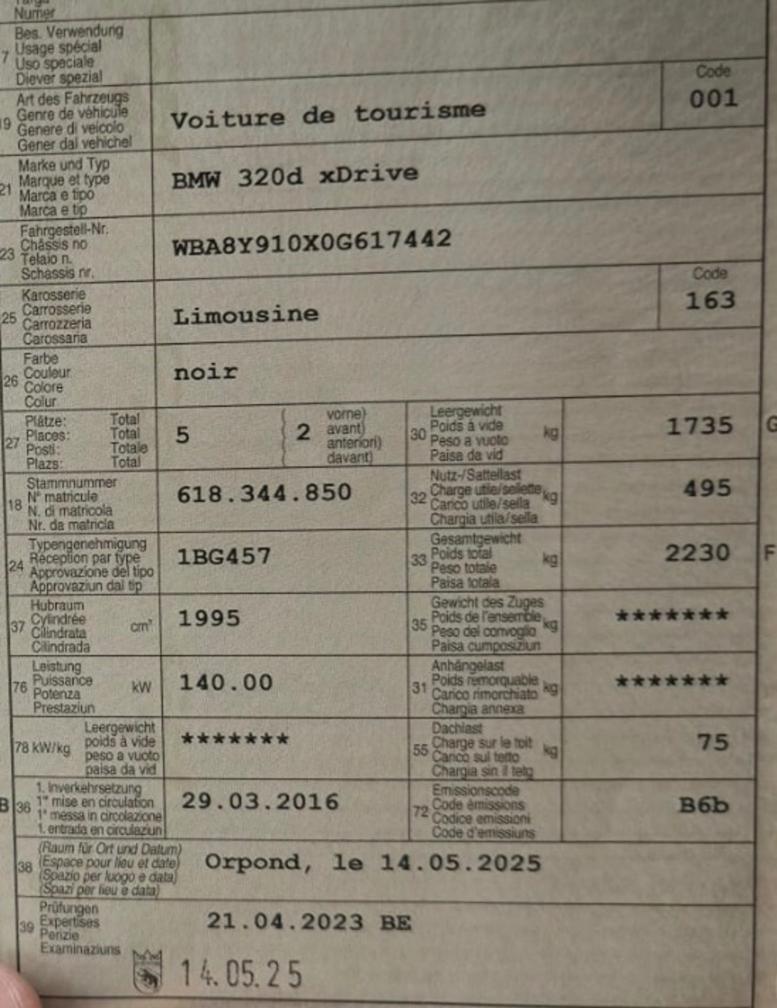 Numer
7 Bes. Verwendung
Usage spécial
Uso speciale
Diever spezial
19 Art des Fahrzeugs
Genre de véhicule
Genere di veicolo
Gener dal vehichel
Voiture de tourisme
Code
001
21 Marke und Typ
Marque et type
Marca e tipo
Marca e tip
BMW 320d xDrive
23 Fahrgestell-Nr.
Châssis no
Telaio n.
Schassis nr.
WBA8Y910X0G617442
25 Karosserie
Carrosserie
Carrozzeria
Carossaria
Limousine
Code
163
26 Farbe
Couleur
Colore
Colur
noir
27 Plätze: Total
Places: Total
Posti: Totale
Plazs: Total
5
2
vorne)
avant)
anteriori)
davant)
30 Leergewicht
Poids à vide
Peso a vuoto
Paisa da vid
kg
1735
G
18 Stammnummer
N° matricule
N. di matricola
Nr. da matricla
618.344.850
32 Nutz-/Sattellast
Charge utile/sellette
Carico utile/sella
Chargia utila/sella
kg
495
24 Typengenehmigung
Réception par type
Approvazione del tipo
Approvaziun dal tip
1BG457
33 Gesamtgewicht
Poids total
Peso totale
Paisa totala
kg
2230
F
37 Hubraum
Cylindrée
Cilindrata
Cilindrada
cm³
1995
35 Gewicht des Zuges
Poids de l'ensemble
Peso del convoglio
Paisa cumposiziun
kg
*******
76 Leistung
Puissance
Potenza
Prestaziun
kW
140.00
31 Anhängelast
Poids remorquable
Carico rimorchiato
Chargia annexa
kg
*******
78 kW/kg
Leergewicht
poids à vide
peso a vuoto
paisa da vid
*******
55 Dachlast
Charge sur le toit
Carico sul tetto
Chargia sin il tetg
kg
75
B
36 1. Inverkehrsetzung
1re mise en circulation
1a messa in circolazione
1. entrada en circulaziun
29.03.2016
72 Emissionscode
Code émissions
Codice emissioni
Code d'emissiuns
B6b
38 (Raum für Ort und Datum)
(Espace pour lieu et date)
(Spazio per luogo e data)
(Spazi per lieu e data)
Orpond, le 14.05.2025
39 Prüfungen
Expertises
Perizie
Examinaziuns
21.04.2023 BE
14.05.25